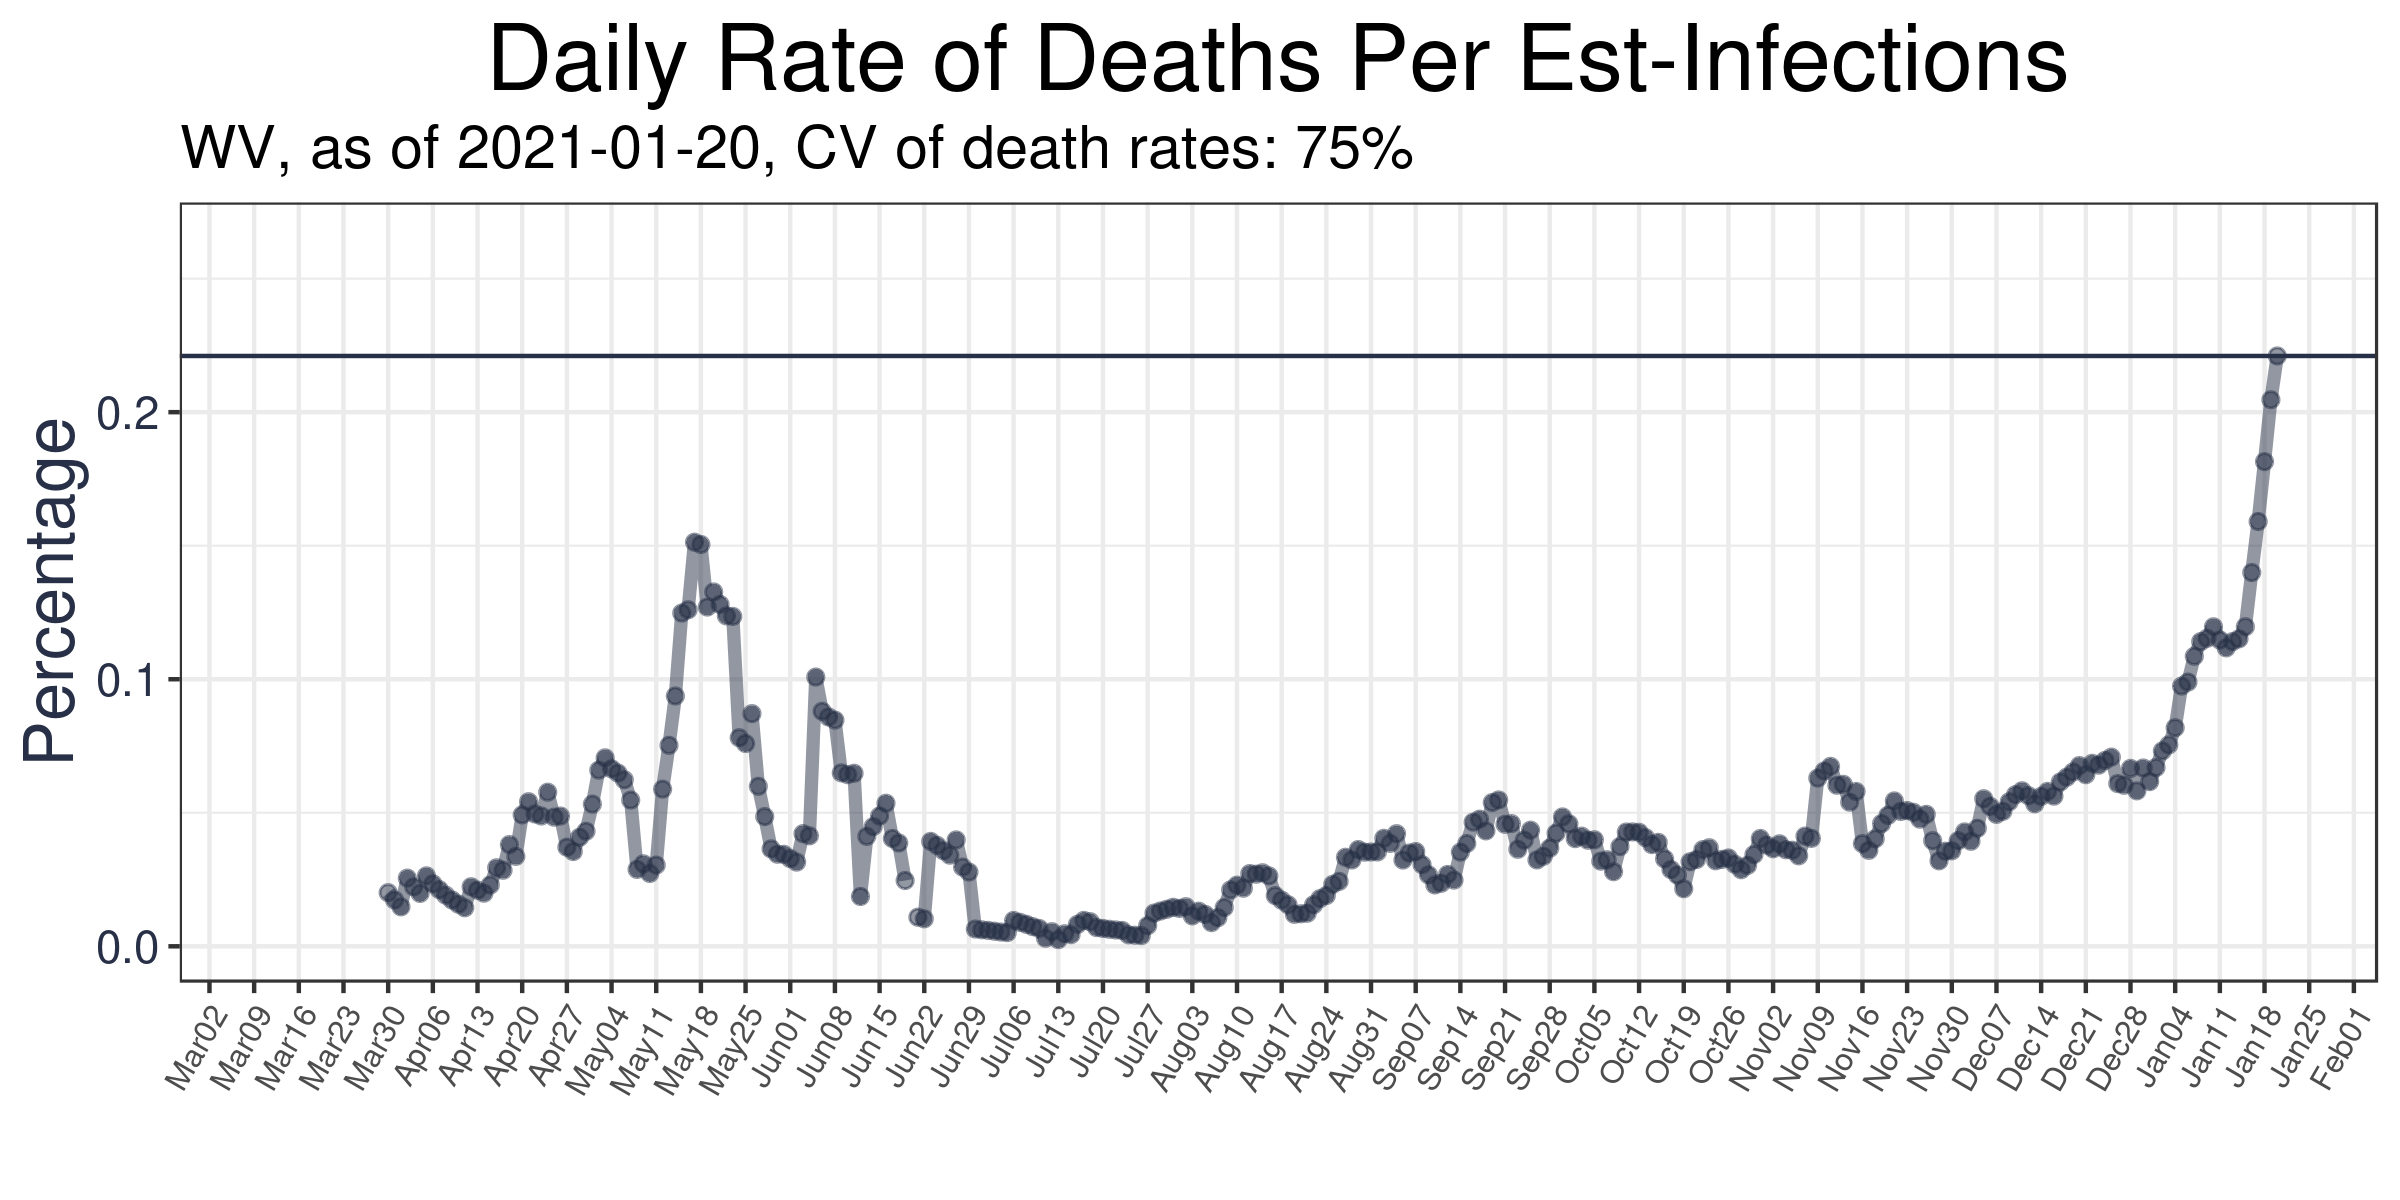 Daily Rate of Deaths Per Est-Infections
WV, as of 2021-01-20, CV of death rates: 75%
Percentage
0.2
0.1
0.0
Mar02
Mar09
Mar16
Mar23
Mar30
Apr06
Apr13
Apr20
Apr27
May04
May11
May18
May25
Jun01
Jun08
Jun15
Jun22
Jun29
Jul06
Jul13
Jul20
Jul27
Aug03
Aug10
Aug17
Aug24
Aug31
Sep07
Sep14
Sep21
Sep28
Oct05
Oct12
Oct19
Oct26
Nov02
Nov09
Nov16
Nov23
Nov30
Dec07
Dec14
Dec21
Dec28
Jan04
Jan11
Jan18
Jan25
Feb01